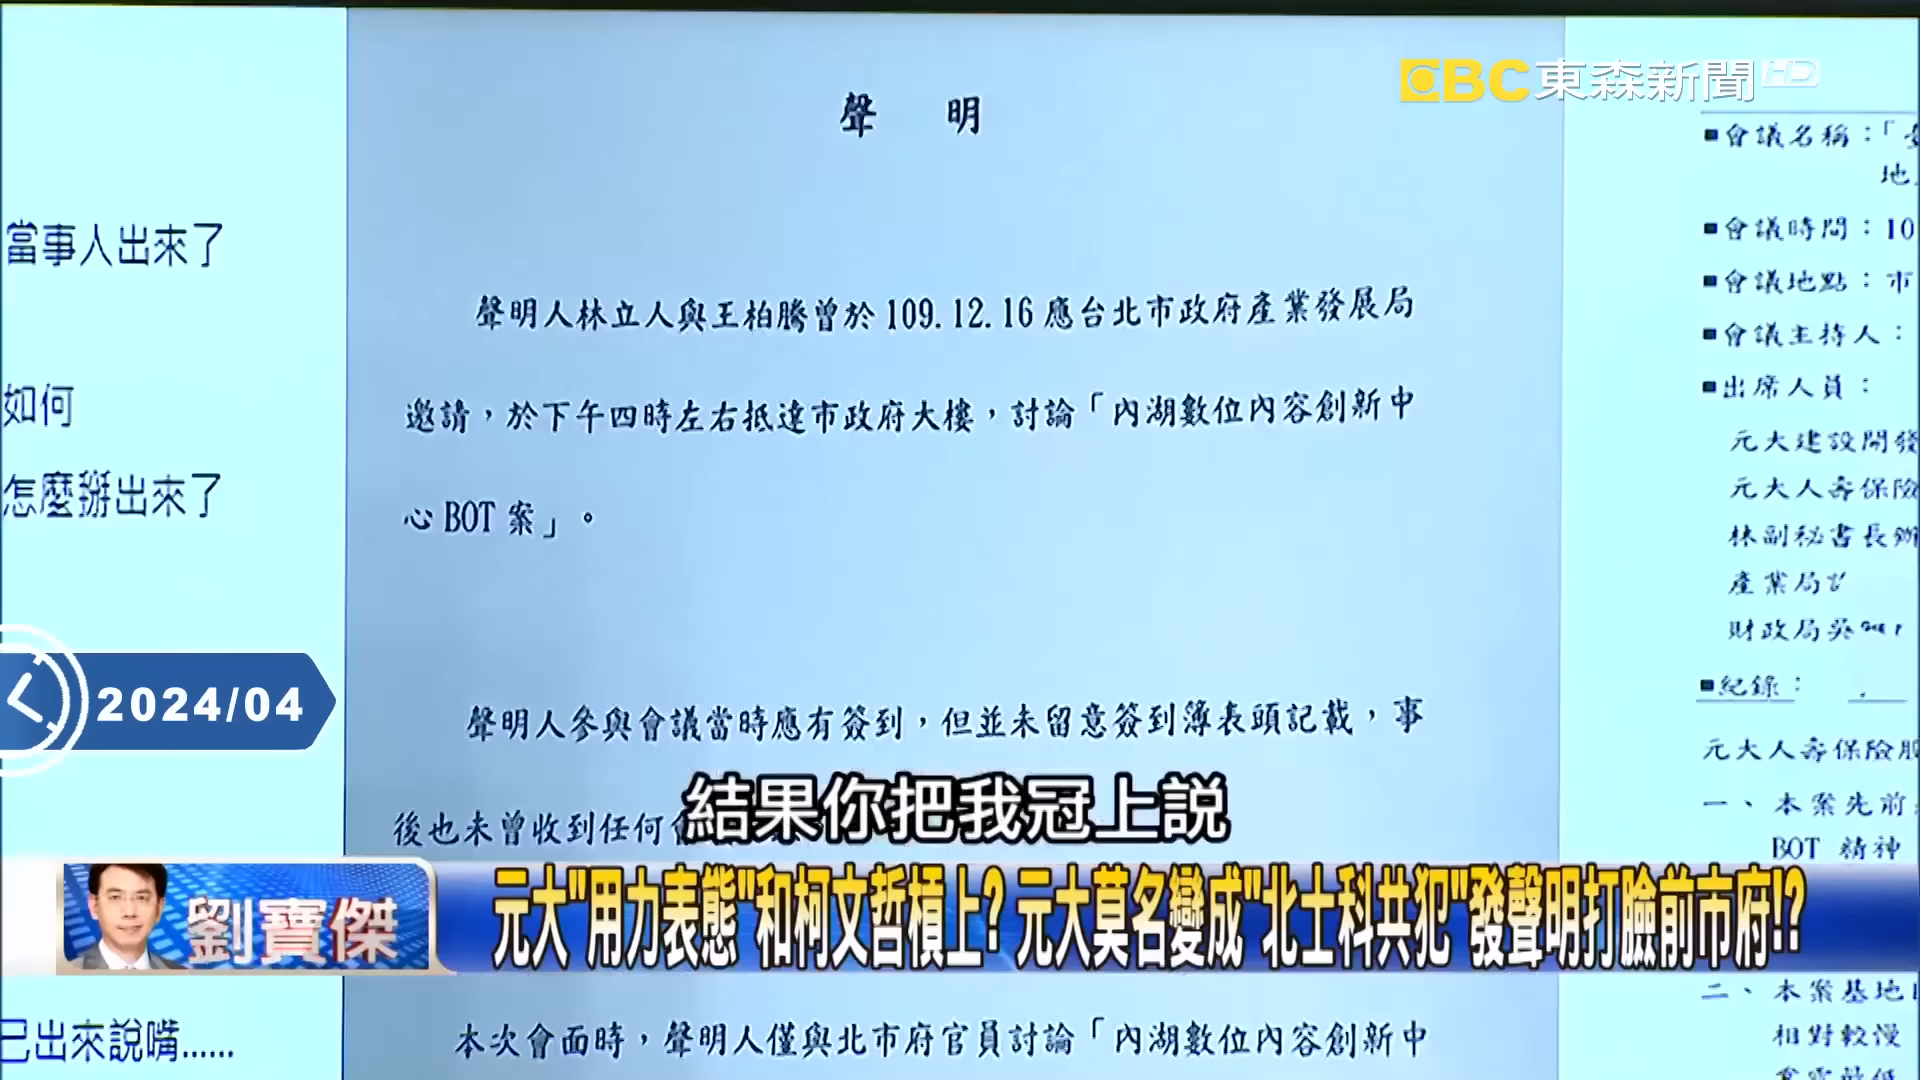 EBC 東森新聞 HD
聲 明
聲明人林立人與王柏騰曾於109.12.16應台北市政府產業發展局
邀請，於下午四時左右抵達市政府大樓，討論「內湖數位內容創新中
心BOT案」。
聲明人參與會議當時應有簽到，但並未留意簽到簿表頭記載，事
後也未曾收到任何
本次會面時，聲明人僅與北市府官員討論「內湖數位內容創新中
當事人出來了
如何
怎麼掰出來了
已出來說嘴......
■會議名稱：「
地
■會議時間：10
■會議地點：市
■會議主持人：
■出席人員：
元大建設開發
元大人壽保險
林副秘書長辦
產業局
財政局吳
■紀錄：
元大人壽保險股
一、本案先前
BOT 精神
二、本案基地
相對較慢
2024/04
結果你把我冠上說
劉寶傑
元大"用力表態"和柯文哲槓上? 元大莫名變成"北士科共犯"發聲明打臉前市府!?